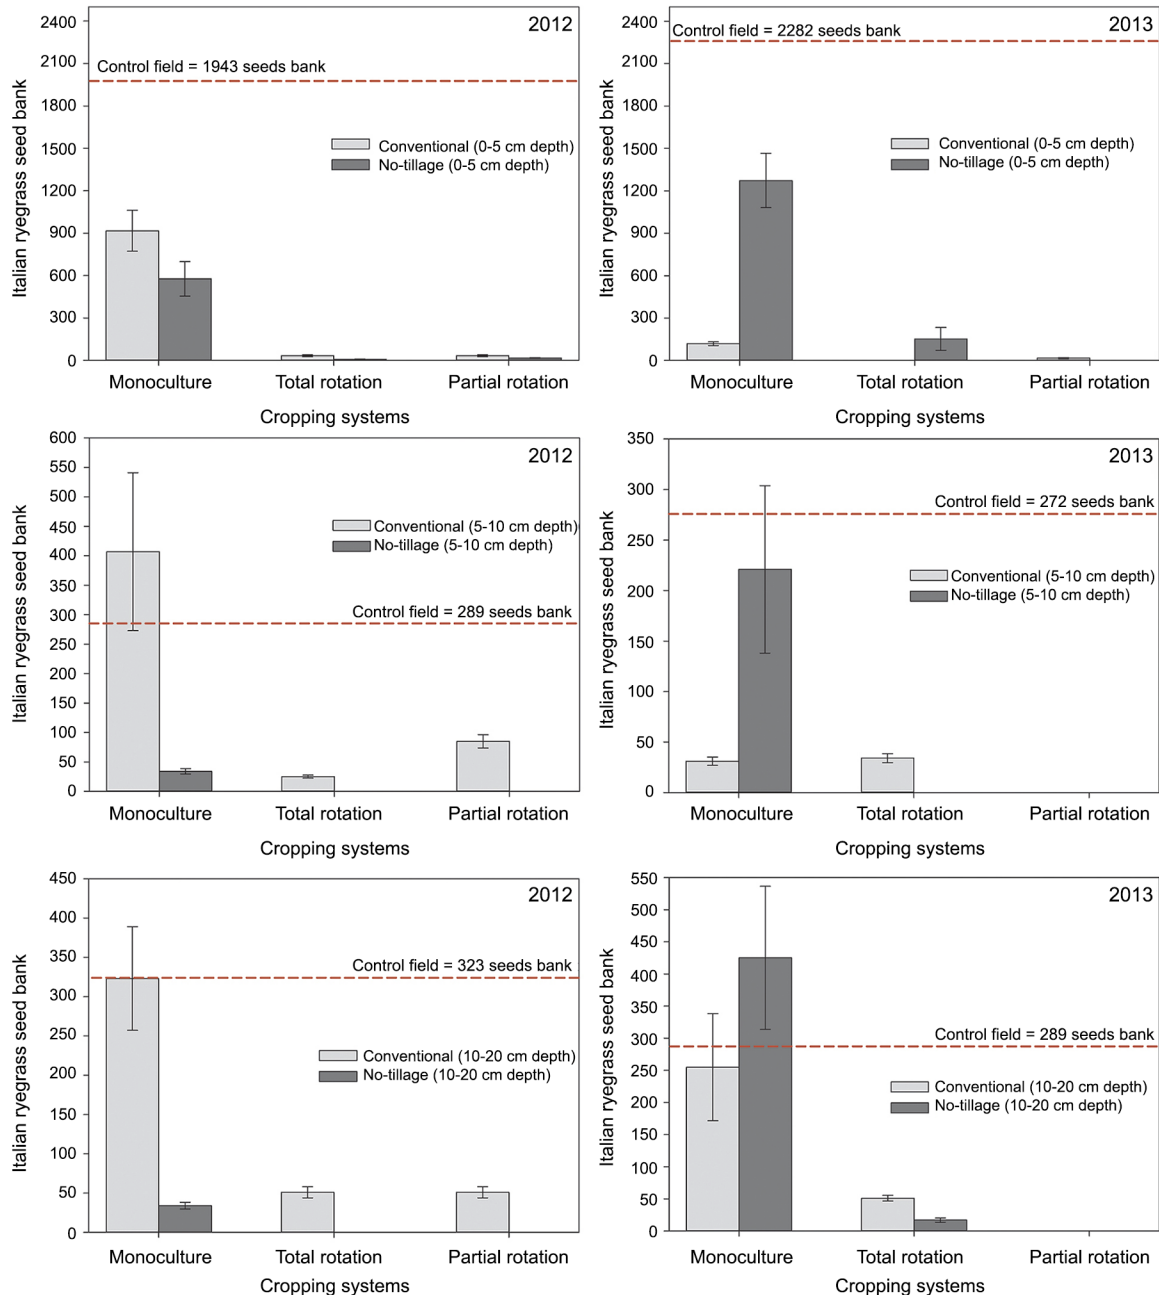 2012
Control field = 1943 seeds bank
Conventional (0-5 cm depth)
No-tillage (0-5 cm depth)
Italian ryegrass seed bank
2400
2100
1800
1500
1200
900
600
300
0
Monoculture
Total rotation
Partial rotation
Cropping systems
2013
Control field = 2282 seeds bank
Conventional (0-5 cm depth)
No-tillage (0-5 cm depth)
Italian ryegrass seed bank
2400
2100
1800
1500
1200
900
600
300
0
Monoculture
Total rotation
Partial rotation
Cropping systems
2012
Conventional (5-10 cm depth)
No-tillage (5-10 cm depth)
Control field = 289 seeds bank
Italian ryegrass seed bank
600
550
500
450
400
350
300
250
200
150
100
50
0
Monoculture
Total rotation
Partial rotation
Cropping systems
2013
Control field = 272 seeds bank
Conventional (5-10 cm depth)
No-tillage (5-10 cm depth)
Italian ryegrass seed bank
350
300
250
200
150
100
50
0
Monoculture
Total rotation
Partial rotation
Cropping systems
2012
Control field = 323 seeds bank
Conventional (10-20 cm depth)
No-tillage (10-20 cm depth)
Italian ryegrass seed bank
450
400
350
300
250
200
150
100
50
0
Monoculture
Total rotation
Partial rotation
Cropping systems
2013
Control field = 289 seeds bank
Conventional (10-20 cm depth)
No-tillage (10-20 cm depth)
Italian ryegrass seed bank
550
500
450
400
350
300
250
200
150
100
50
0
Monoculture
Total rotation
Partial rotation
Cropping systems